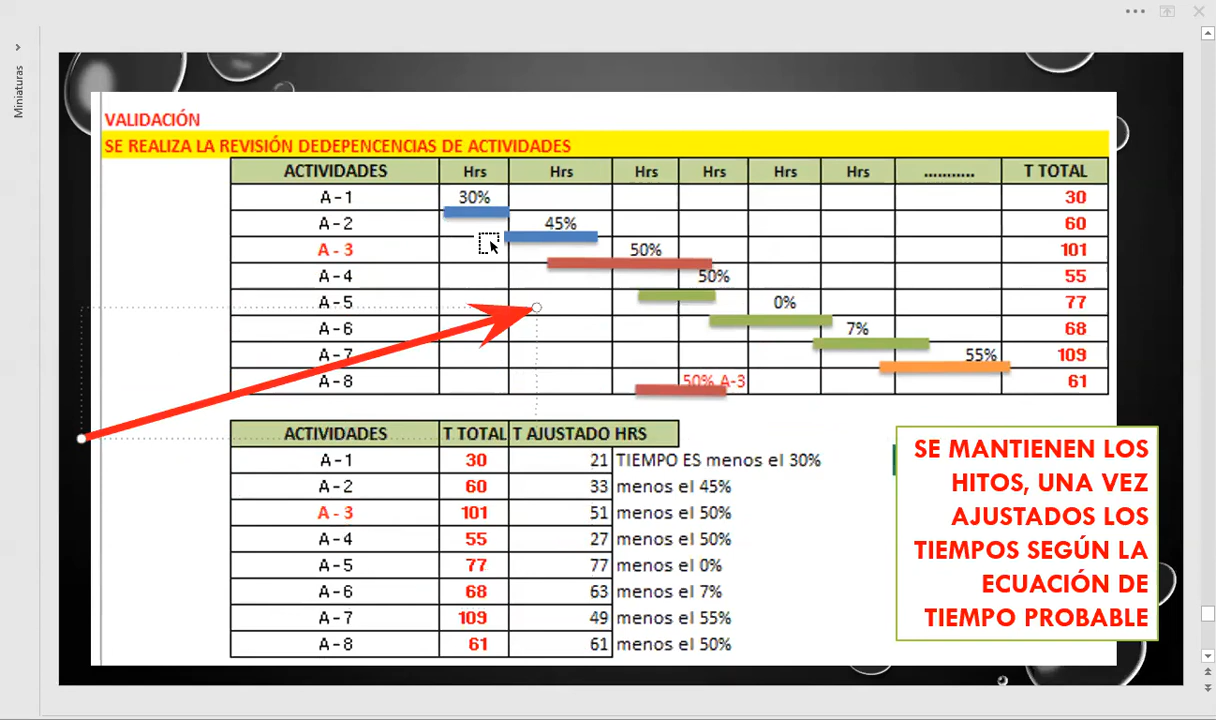 Miniaturas
VALIDACIÓN
SE REALIZA LA REVISIÓN DEDEPENCENCIAS DE ACTIVIDADES
ACTIVIDADES Hrs Hrs Hrs Hrs Hrs Hrs ........... T TOTAL
A - 1 30% 30
A - 2 45% 60
A - 3 50% 101
A - 4 50% 55
A - 5 0% 77
A - 6 7% 68
A - 7 55% 109
A - 8 50% A-3 61
ACTIVIDADES T TOTAL T AJUSTADO HRS
A - 1 30 21 TIEMPO ES menos el 30%
A - 2 60 33 menos el 45%
A - 3 101 51 menos el 50%
A - 4 55 27 menos el 50%
A - 5 77 77 menos el 0%
A - 6 68 63 menos el 7%
A - 7 109 49 menos el 55%
A - 8 61 61 menos el 50%
SE MANTIENEN LOS
HITOS, UNA VEZ
AJUSTADOS LOS
TIEMPOS SEGÚN LA
ECUACIÓN DE
TIEMPO PROBABLE